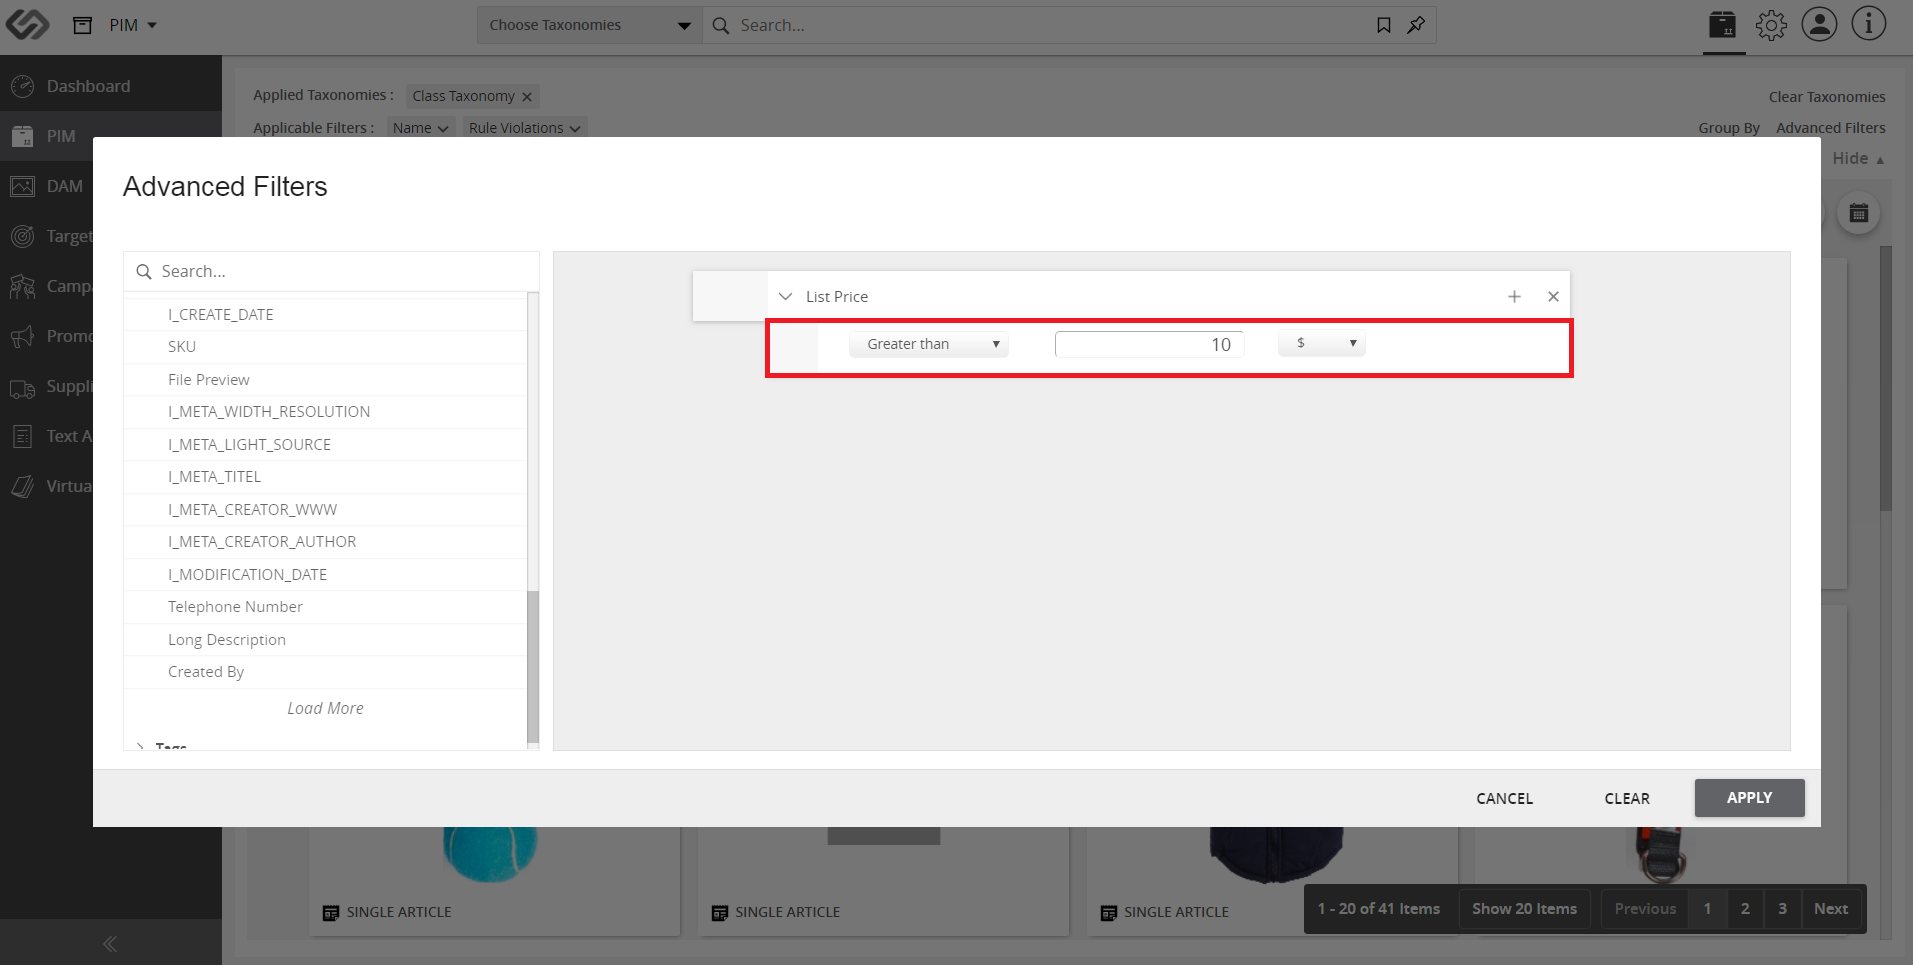 PIM
Choose Taxonomies
Search...
Dashboard
PIM
DAM
Target
Campa
Promo
Suppli
Text A
Virtua
Applied Taxonomies :
Class Taxonomy
Clear Taxonomies
Applicable Filters :
Name
Rule Violations
Group By
Advanced Filters
Hide
Advanced Filters
Search...
I_CREATE_DATE
SKU
File Preview
I_META_WIDTH_RESOLUTION
I_META_LIGHT_SOURCE
I_META_TITEL
I_META_CREATOR_WWW
I_META_CREATOR_AUTHOR
I_MODIFICATION_DATE
Telephone Number
Long Description
Created By
Load More
Tags
List Price
Greater than
10
$
CANCEL
CLEAR
APPLY
SINGLE ARTICLE
SINGLE ARTICLE
SINGLE ARTICLE
1 - 20 of 41 Items
Show 20 Items
Previous
1
2
3
Next